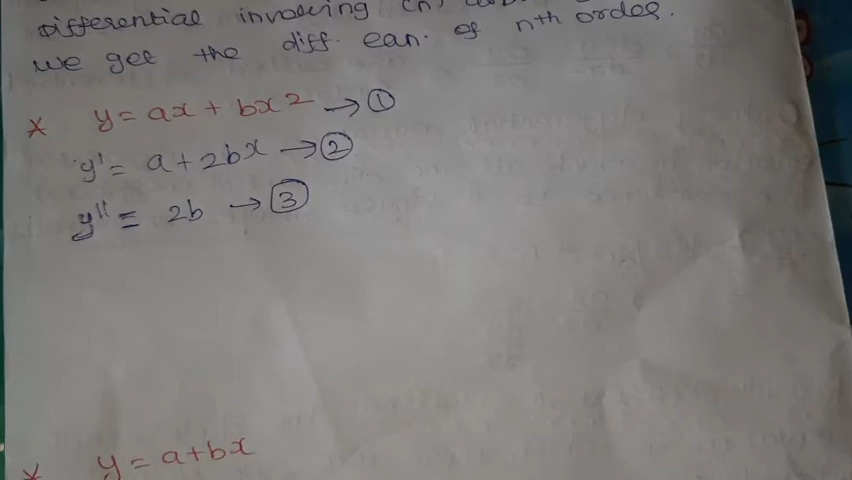 Differential involving (n)
we get the diff. ean. of nth order.
* y = ax + bx2 → ①
y' = a + 2bx → ②
y'' = 2b → ③
* y = a+bx